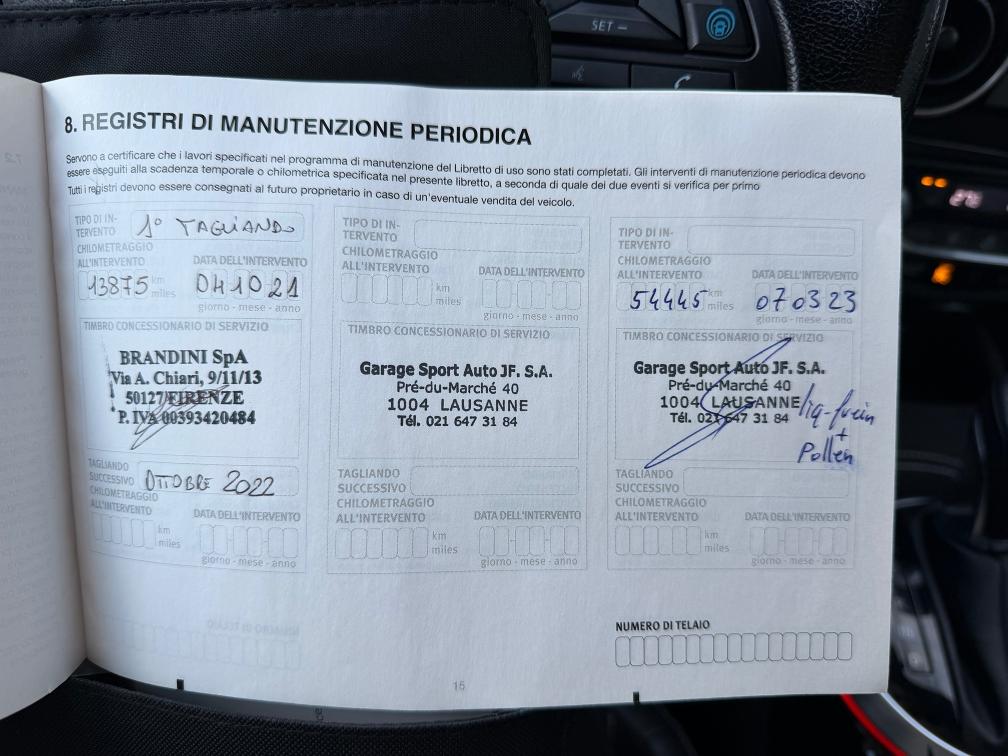 SET –
8. REGISTRI DI MANUTENZIONE PERIODICA
Servono a certificare che i lavori specificati nel programma di manutenzione del Libretto di uso sono stati completati. Gli interventi di manutenzione periodica devono
essere eseguiti alla scadenza temporale o chilometrica specificata nel presente libretto, a seconda di quale dei due eventi si verifica per primo
Tutti i registri devono essere consegnati al futuro proprietario in caso di un'eventuale vendita del veicolo.
TIPO DI IN-
TERVENTO 1° TAGLIANDO
CHILOMETRAGGIO
ALL'INTERVENTO DATA DELL'INTERVENTO
13875 km
miles
041021
giorno - mese - anno
TIMBRO CONCESSIONARIO DI SERVIZIO
BRANDINI SpA
Via A. Chiari, 9/11/13
50127/FIRENZE
P. IVA 00393420484
TAGLIANDO
SUCCESSIVO OTTOBRE 2022
CHILOMETRAGGIO
ALL'INTERVENTO DATA DELL'INTERVENTO
km
miles
giorno - mese - anno
TIPO DI IN-
TERVENTO
CHILOMETRAGGIO
ALL'INTERVENTO DATA DELL'INTERVENTO
km
miles
giorno - mese - anno
TIMBRO CONCESSIONARIO DI SERVIZIO
Garage Sport Auto JF. S.A.
Pré-du-Marché 40
1004 LAUSANNE
Tél. 021 647 31 84
TAGLIANDO
SUCCESSIVO
CHILOMETRAGGIO
ALL'INTERVENTO DATA DELL'INTERVENTO
km
miles
giorno - mese - anno
TIPO DI IN-
TERVENTO
CHILOMETRAGGIO
ALL'INTERVENTO DATA DELL'INTERVENTO
54445 km
miles
070323
giorno - mese - anno
TIMBRO CONCESSIONARIO DI SERVIZIO
Garage Sport Auto JF. S.A.
Pré-du-Marché 40
1004 LAUSANNE
Tél. 021 647 31 84
liq-frein
+
Pollen
TAGLIANDO
SUCCESSIVO
CHILOMETRAGGIO
ALL'INTERVENTO DATA DELL'INTERVENTO
km
miles
giorno - mese - anno
NUMERO DI TELAIO
15